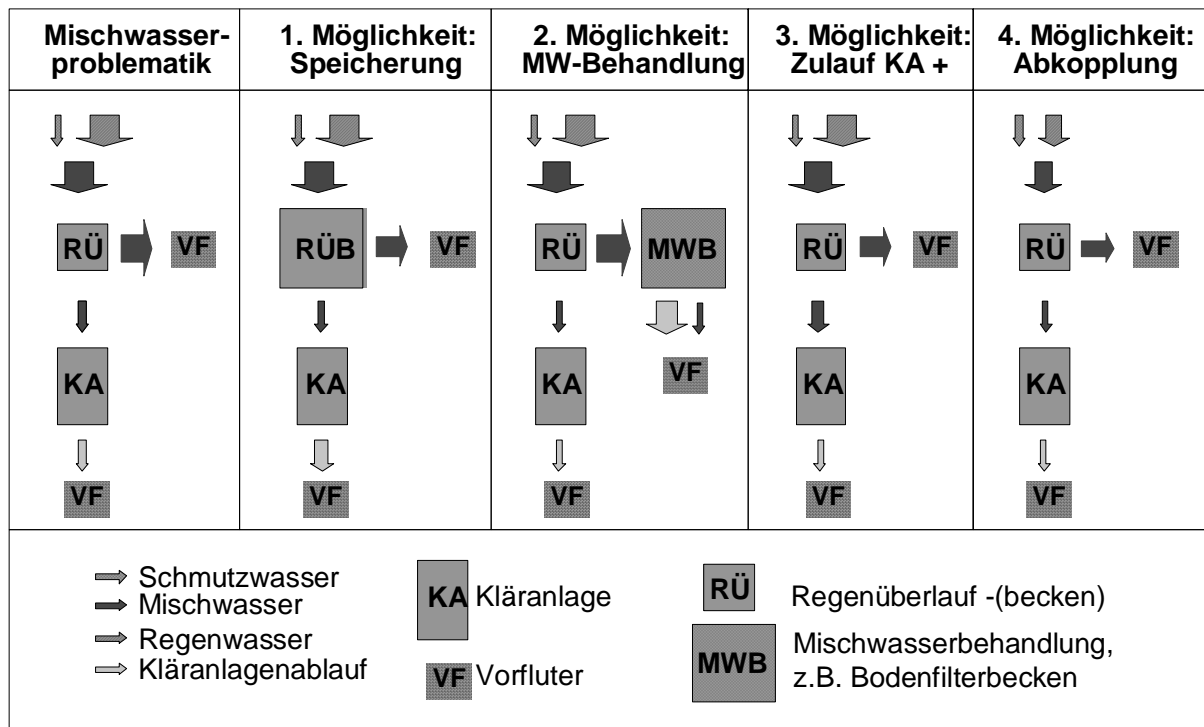 Mischwasser-
problematik
1. Möglichkeit:
Speicherung
2. Möglichkeit:
MW-Behandlung
3. Möglichkeit:
Zulauf KA +
4. Möglichkeit:
Abkopplung
RÜ
VF
KA
VF
RÜB
VF
KA
VF
RÜ
MWB
KA
VF
VF
RÜ
VF
KA
VF
RÜ
VF
KA
VF
Schmutzwasser
Mischwasser
Regenwasser
Kläranlagenablauf
KA Kläranlage
VF Vorfluter
RÜ Regenüberlauf -(becken)
MWB Mischwasserbehandlung,
z.B. Bodenfilterbecken